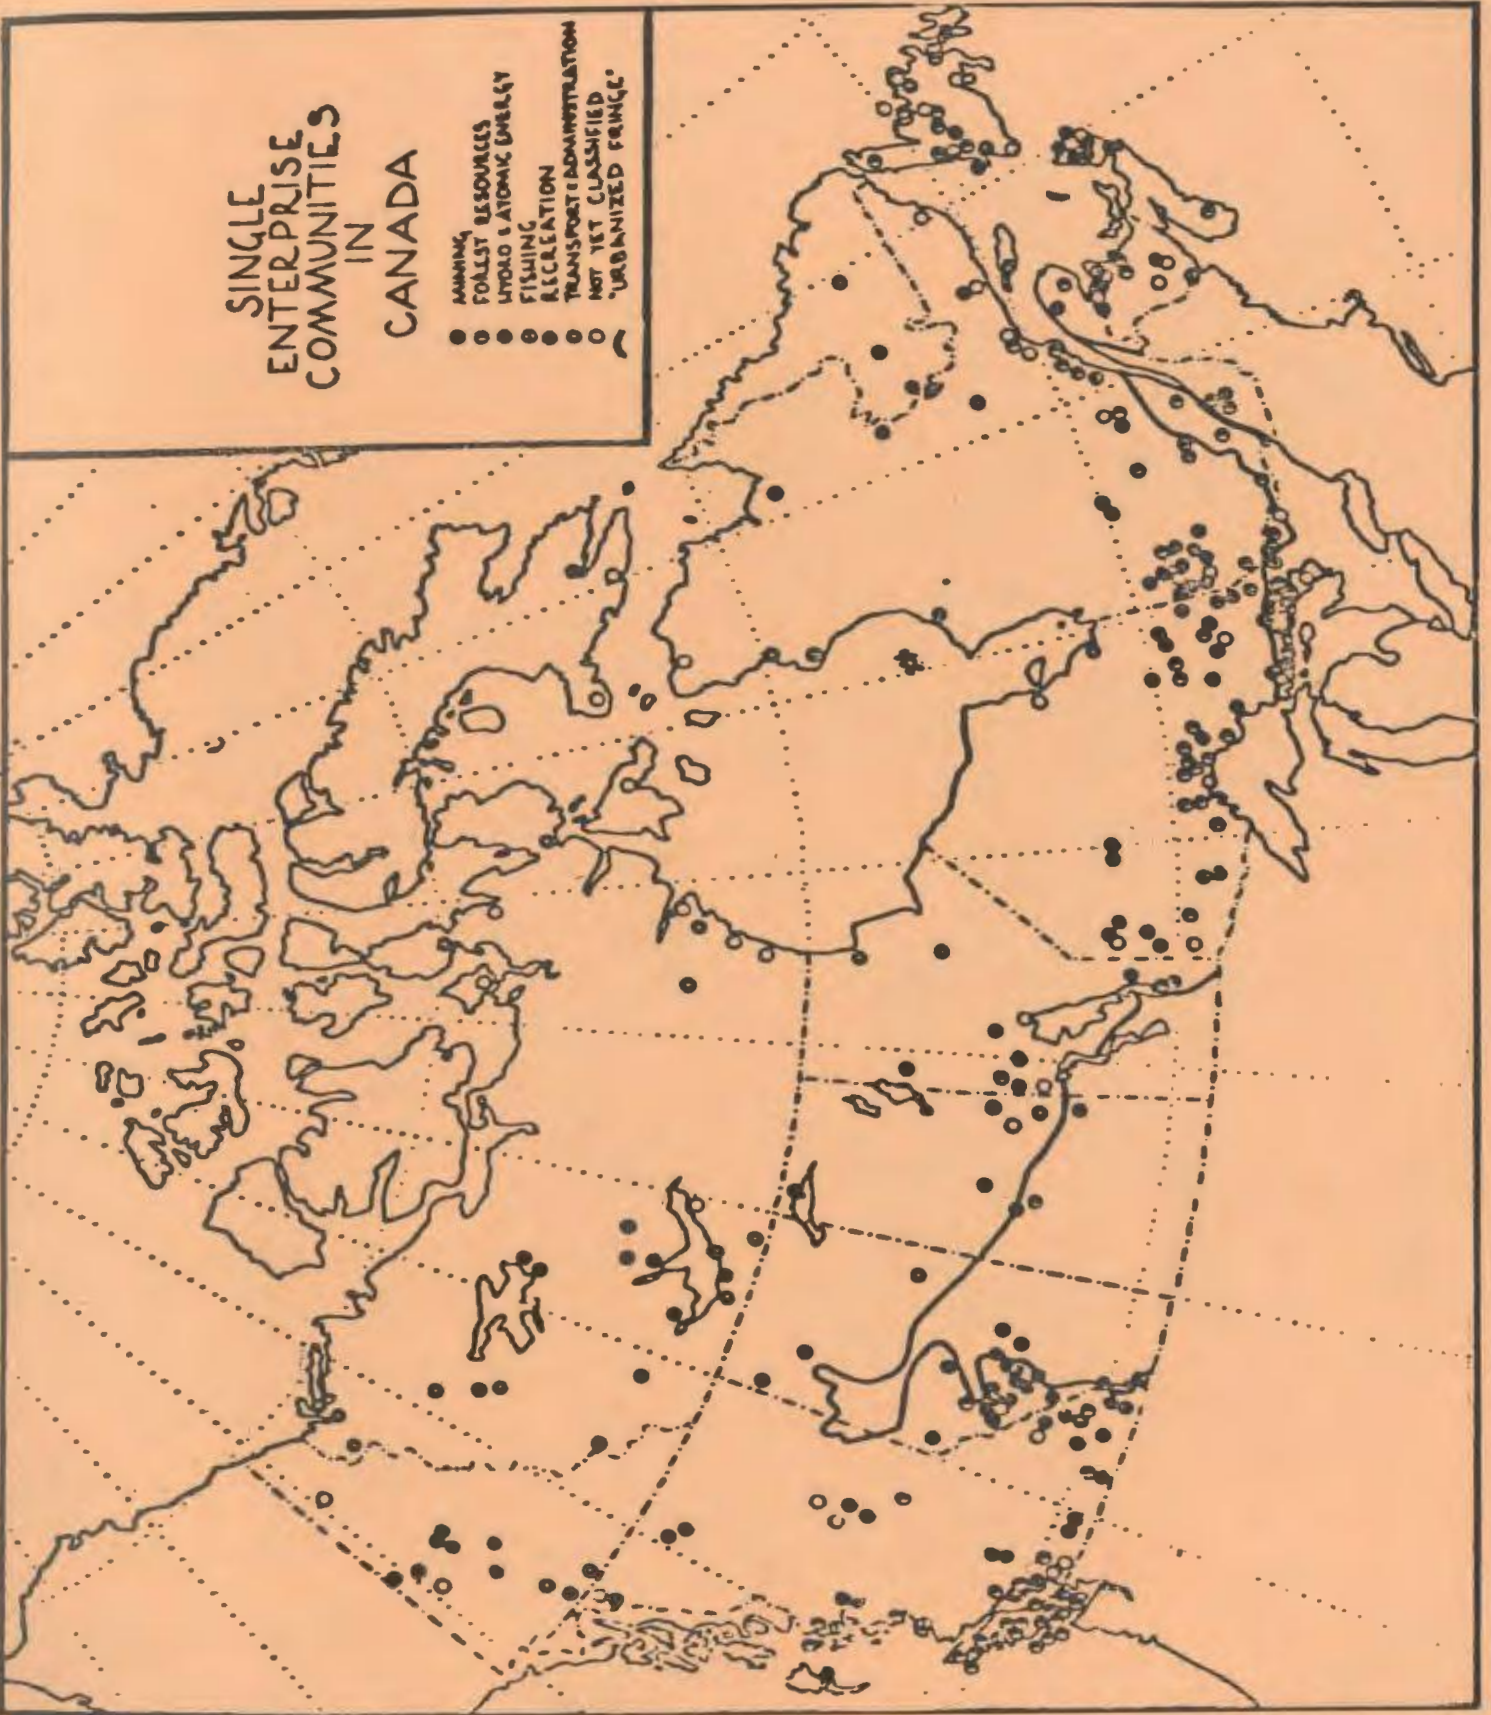 SINGLE
ENTERPRISE
COMMUNITIES
IN
CANADA
MINING
FOREST RESOURCES
HYDRO & ATOMIC ENERGY
FISHING
RECREATION
TRANSPORT & ADMINISTRATION
NOT YET CLASSIFIED
"URBANIZED FRINGE"